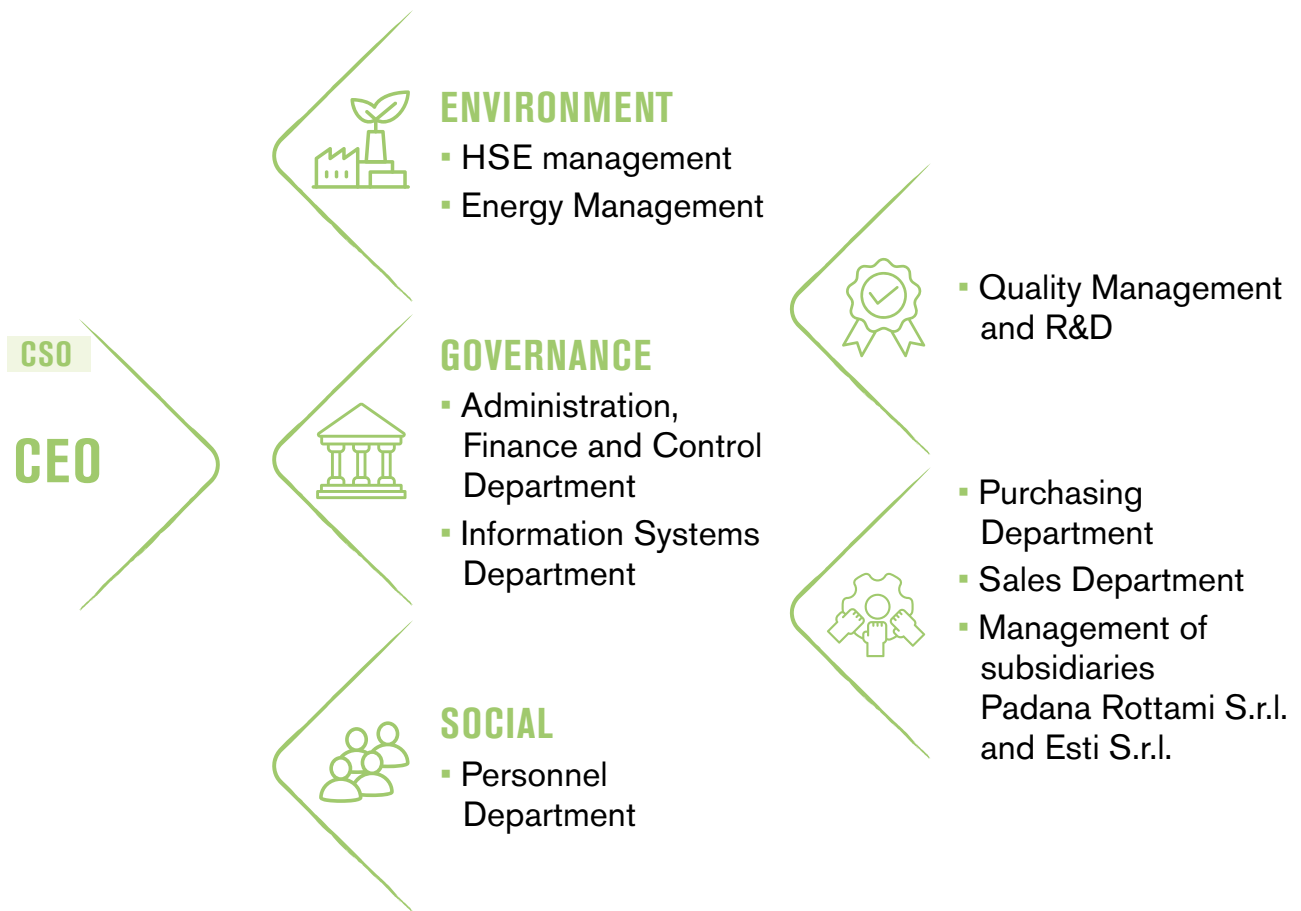 CSO
CEO
ENVIRONMENT
▪ HSE management
▪ Energy Management
GOVERNANCE
▪ Administration,
Finance and Control
Department
▪ Information Systems
Department
SOCIAL
▪ Personnel
Department
▪ Quality Management
and R&D
▪ Purchasing
Department
▪ Sales Department
▪ Management of
subsidiaries
Padana Rottami S.r.l.
and Esti S.r.l.